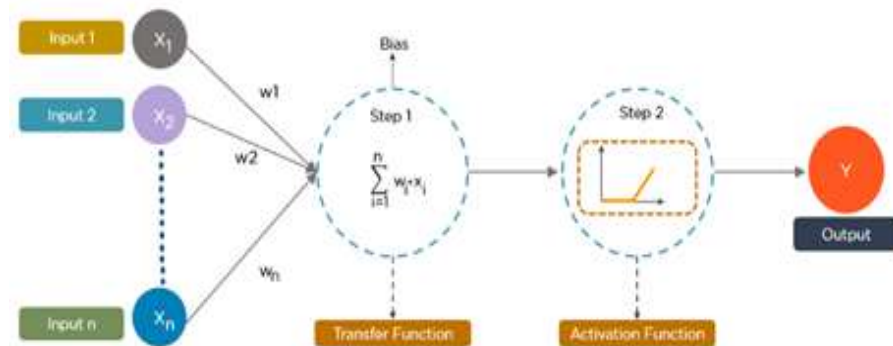 Input 1
X1
Bias
w1
Input 2
X2
w2
Step 1
n
∑ wi*xi
i=1
Step 2
Y
Output
wn
Input n
Xn
Transfer Function
Activation Function